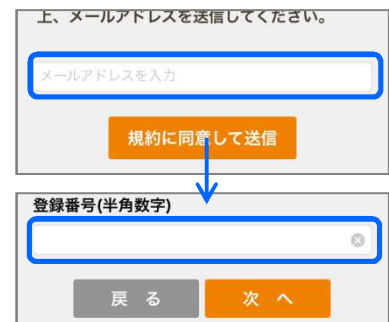 上、メールアドレスを送信してください。
メールアドレスを入力
規約に同意して送信
登録番号(半角数字)
戻 る
次 へ